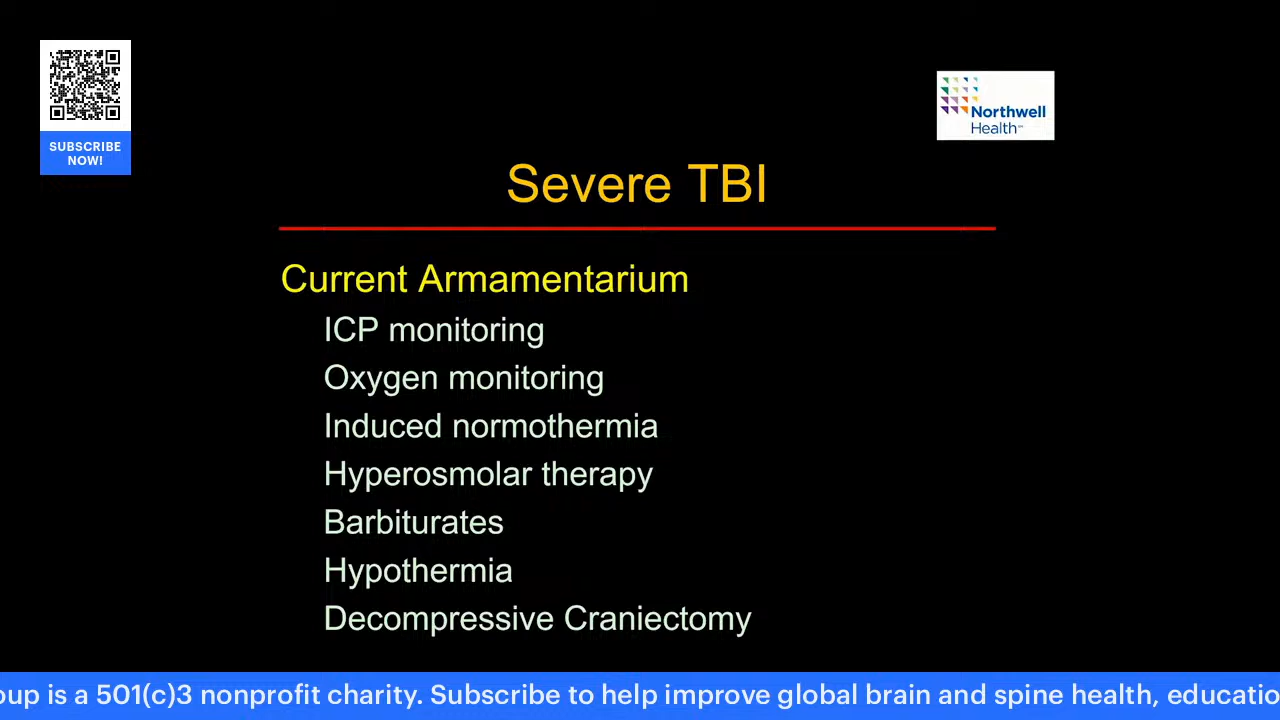 SUBSCRIBE
NOW!
Northwell
Health
Severe TBI
Current Armamentarium
ICP monitoring
Oxygen monitoring
Induced normothermia
Hyperosmolar therapy
Barbiturates
Hypothermia
Decompressive Craniectomy
oup is a 501(c)3 nonprofit charity. Subscribe to help improve global brain and spine health, educatio